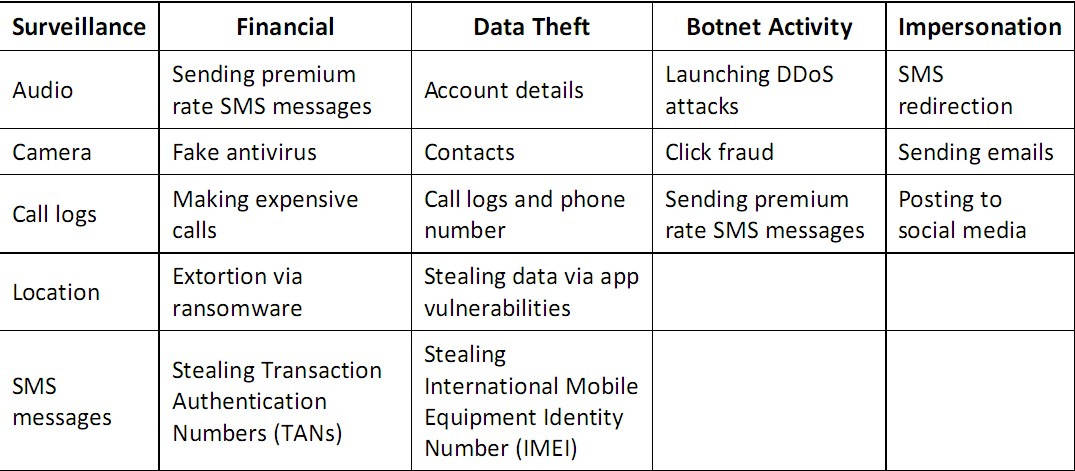 Surveillance Financial Data Theft Botnet Activity Impersonation
Audio
Sending premium
rate SMS messages
Account details
Launching DDoS
attacks
SMS
redirection
Camera
Fake antivirus
Contacts
Click fraud
Sending emails
Call logs
Making expensive
calls
Call logs and phone
number
Sending premium
rate SMS messages
Posting to
social media
Location
Extortion via
ransomware
Stealing data via app
vulnerabilities
SMS
messages
Stealing Transaction
Authentication
Numbers (TANs)
Stealing
International Mobile
Equipment Identity
Number (IMEI)